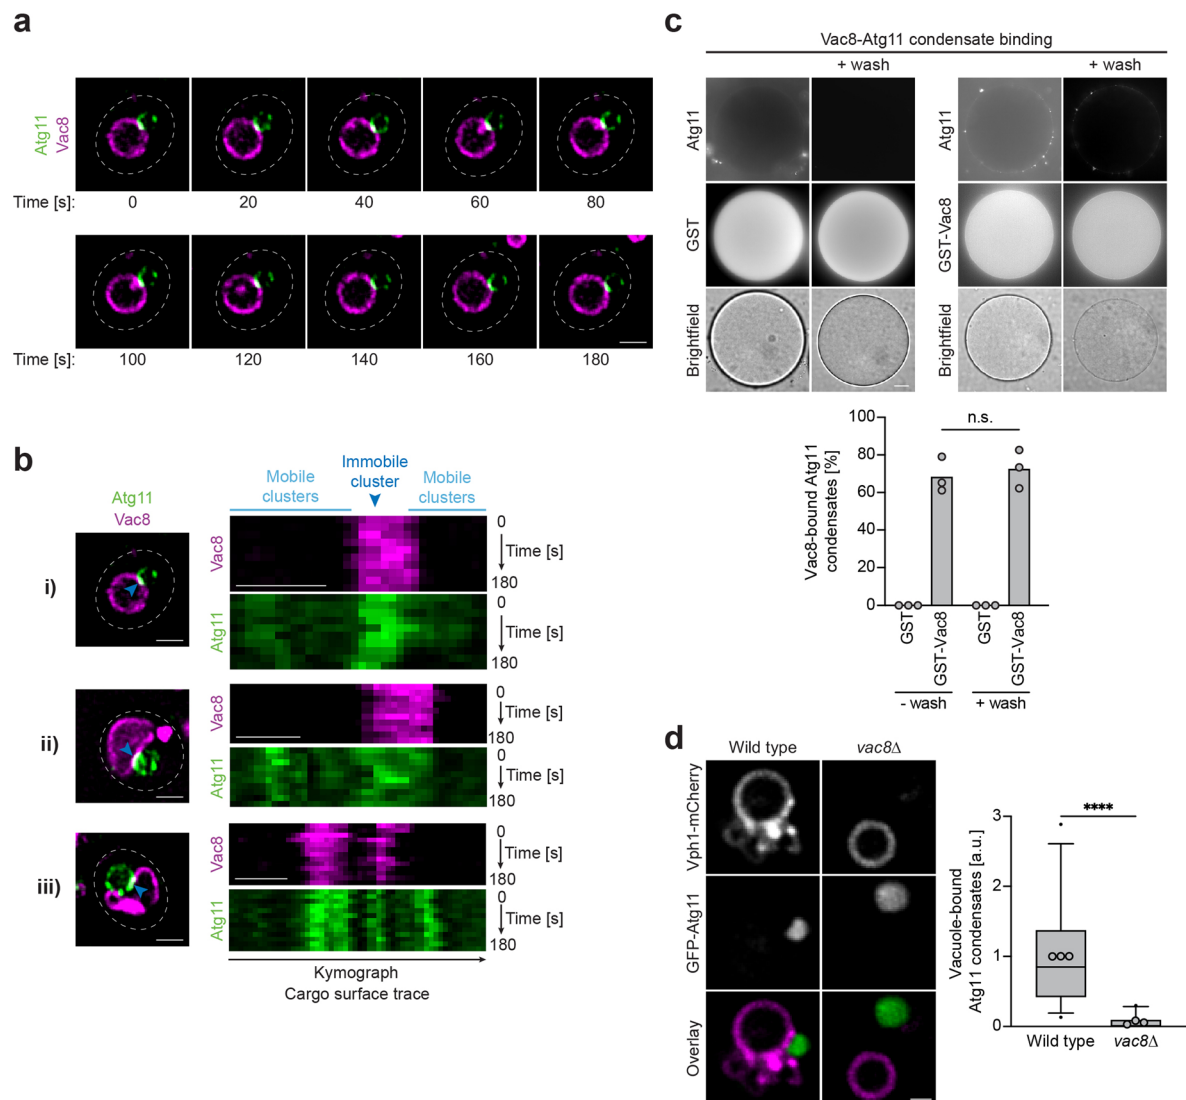 a
Atg11
Vac8
Time [s]: 0 20 40 60 80
Time [s]: 100 120 140 160 180
b
Atg11
Vac8
Mobile
clusters
Immobile
cluster
Mobile
clusters
i)
Vac8
0
Time [s]
180
Atg11
0
Time [s]
180
ii)
Vac8
0
Time [s]
180
Atg11
0
Time [s]
180
iii)
Vac8
0
Time [s]
180
Atg11
0
Time [s]
180
Kymograph
Cargo surface trace
c
Vac8-Atg11 condensate binding
+ wash + wash
Atg11 Atg11
GST GST-Vac8
Brightfield Brightfield
Vac8-bound Atg11
condensates [%]
100
80
60
40
20
0
n.s.
GST GST-Vac8 GST GST-Vac8
- wash + wash
d
Wild type vac8Δ
Vph1-mCherry
GFP-Atg11
Overlay
Vacuole-bound
Atg11 condensates [a.u.]
3
2
1
0
****
Wild type vac8Δ